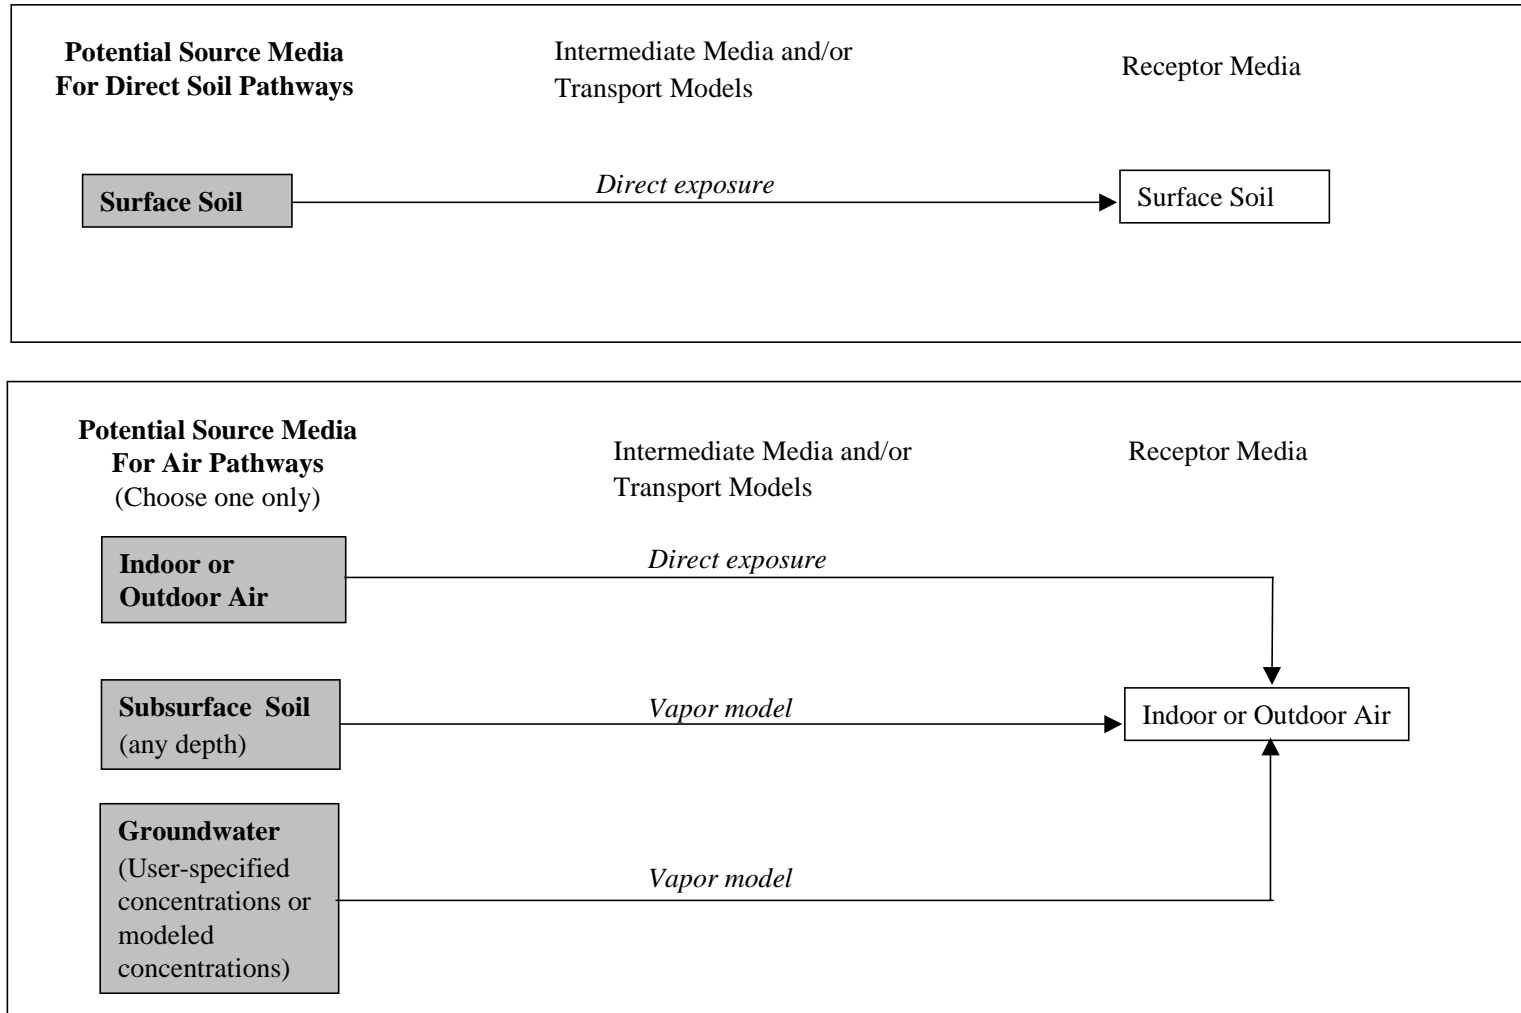 Potential Source Media
For Direct Soil Pathways
Intermediate Media and/or
Transport Models
Receptor Media
Surface Soil
Direct exposure
Surface Soil
Potential Source Media
For Air Pathways
(Choose one only)
Intermediate Media and/or
Transport Models
Receptor Media
Indoor or
Outdoor Air
Direct exposure
Subsurface Soil
(any depth)
Vapor model
Indoor or Outdoor Air
Groundwater
(User-specified
concentrations or
modeled
concentrations)
Vapor model